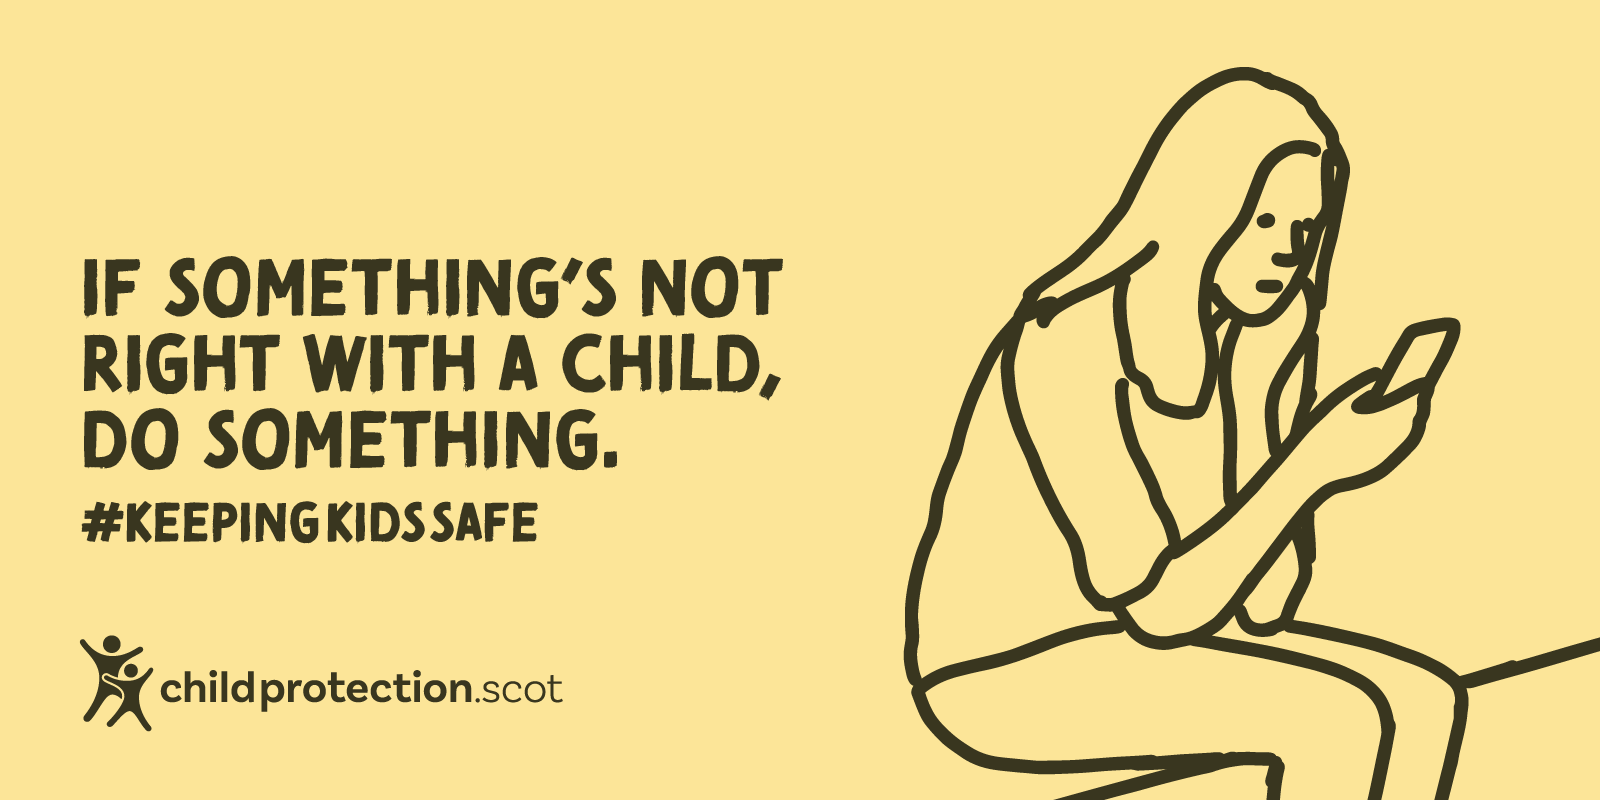 IF SOMETHING'S NOT
RIGHT WITH A CHILD,
DO SOMETHING.
#KEEPINGKIDSSAFE
childprotection.scot